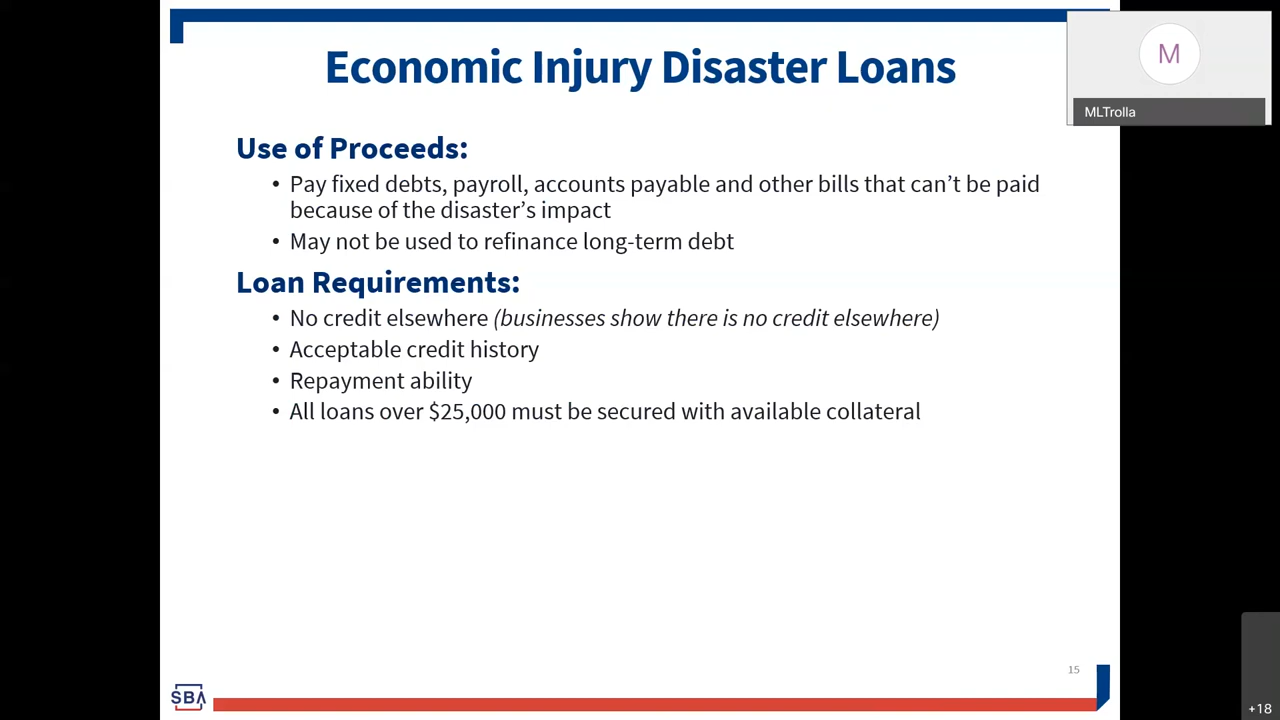 Economic Injury Disaster Loans
M
MLTrolla
Use of Proceeds:
• Pay fixed debts, payroll, accounts payable and other bills that can’t be paid
because of the disaster’s impact
• May not be used to refinance long-term debt
Loan Requirements:
• No credit elsewhere (businesses show there is no credit elsewhere)
• Acceptable credit history
• Repayment ability
• All loans over $25,000 must be secured with available collateral
15
SBA
+18